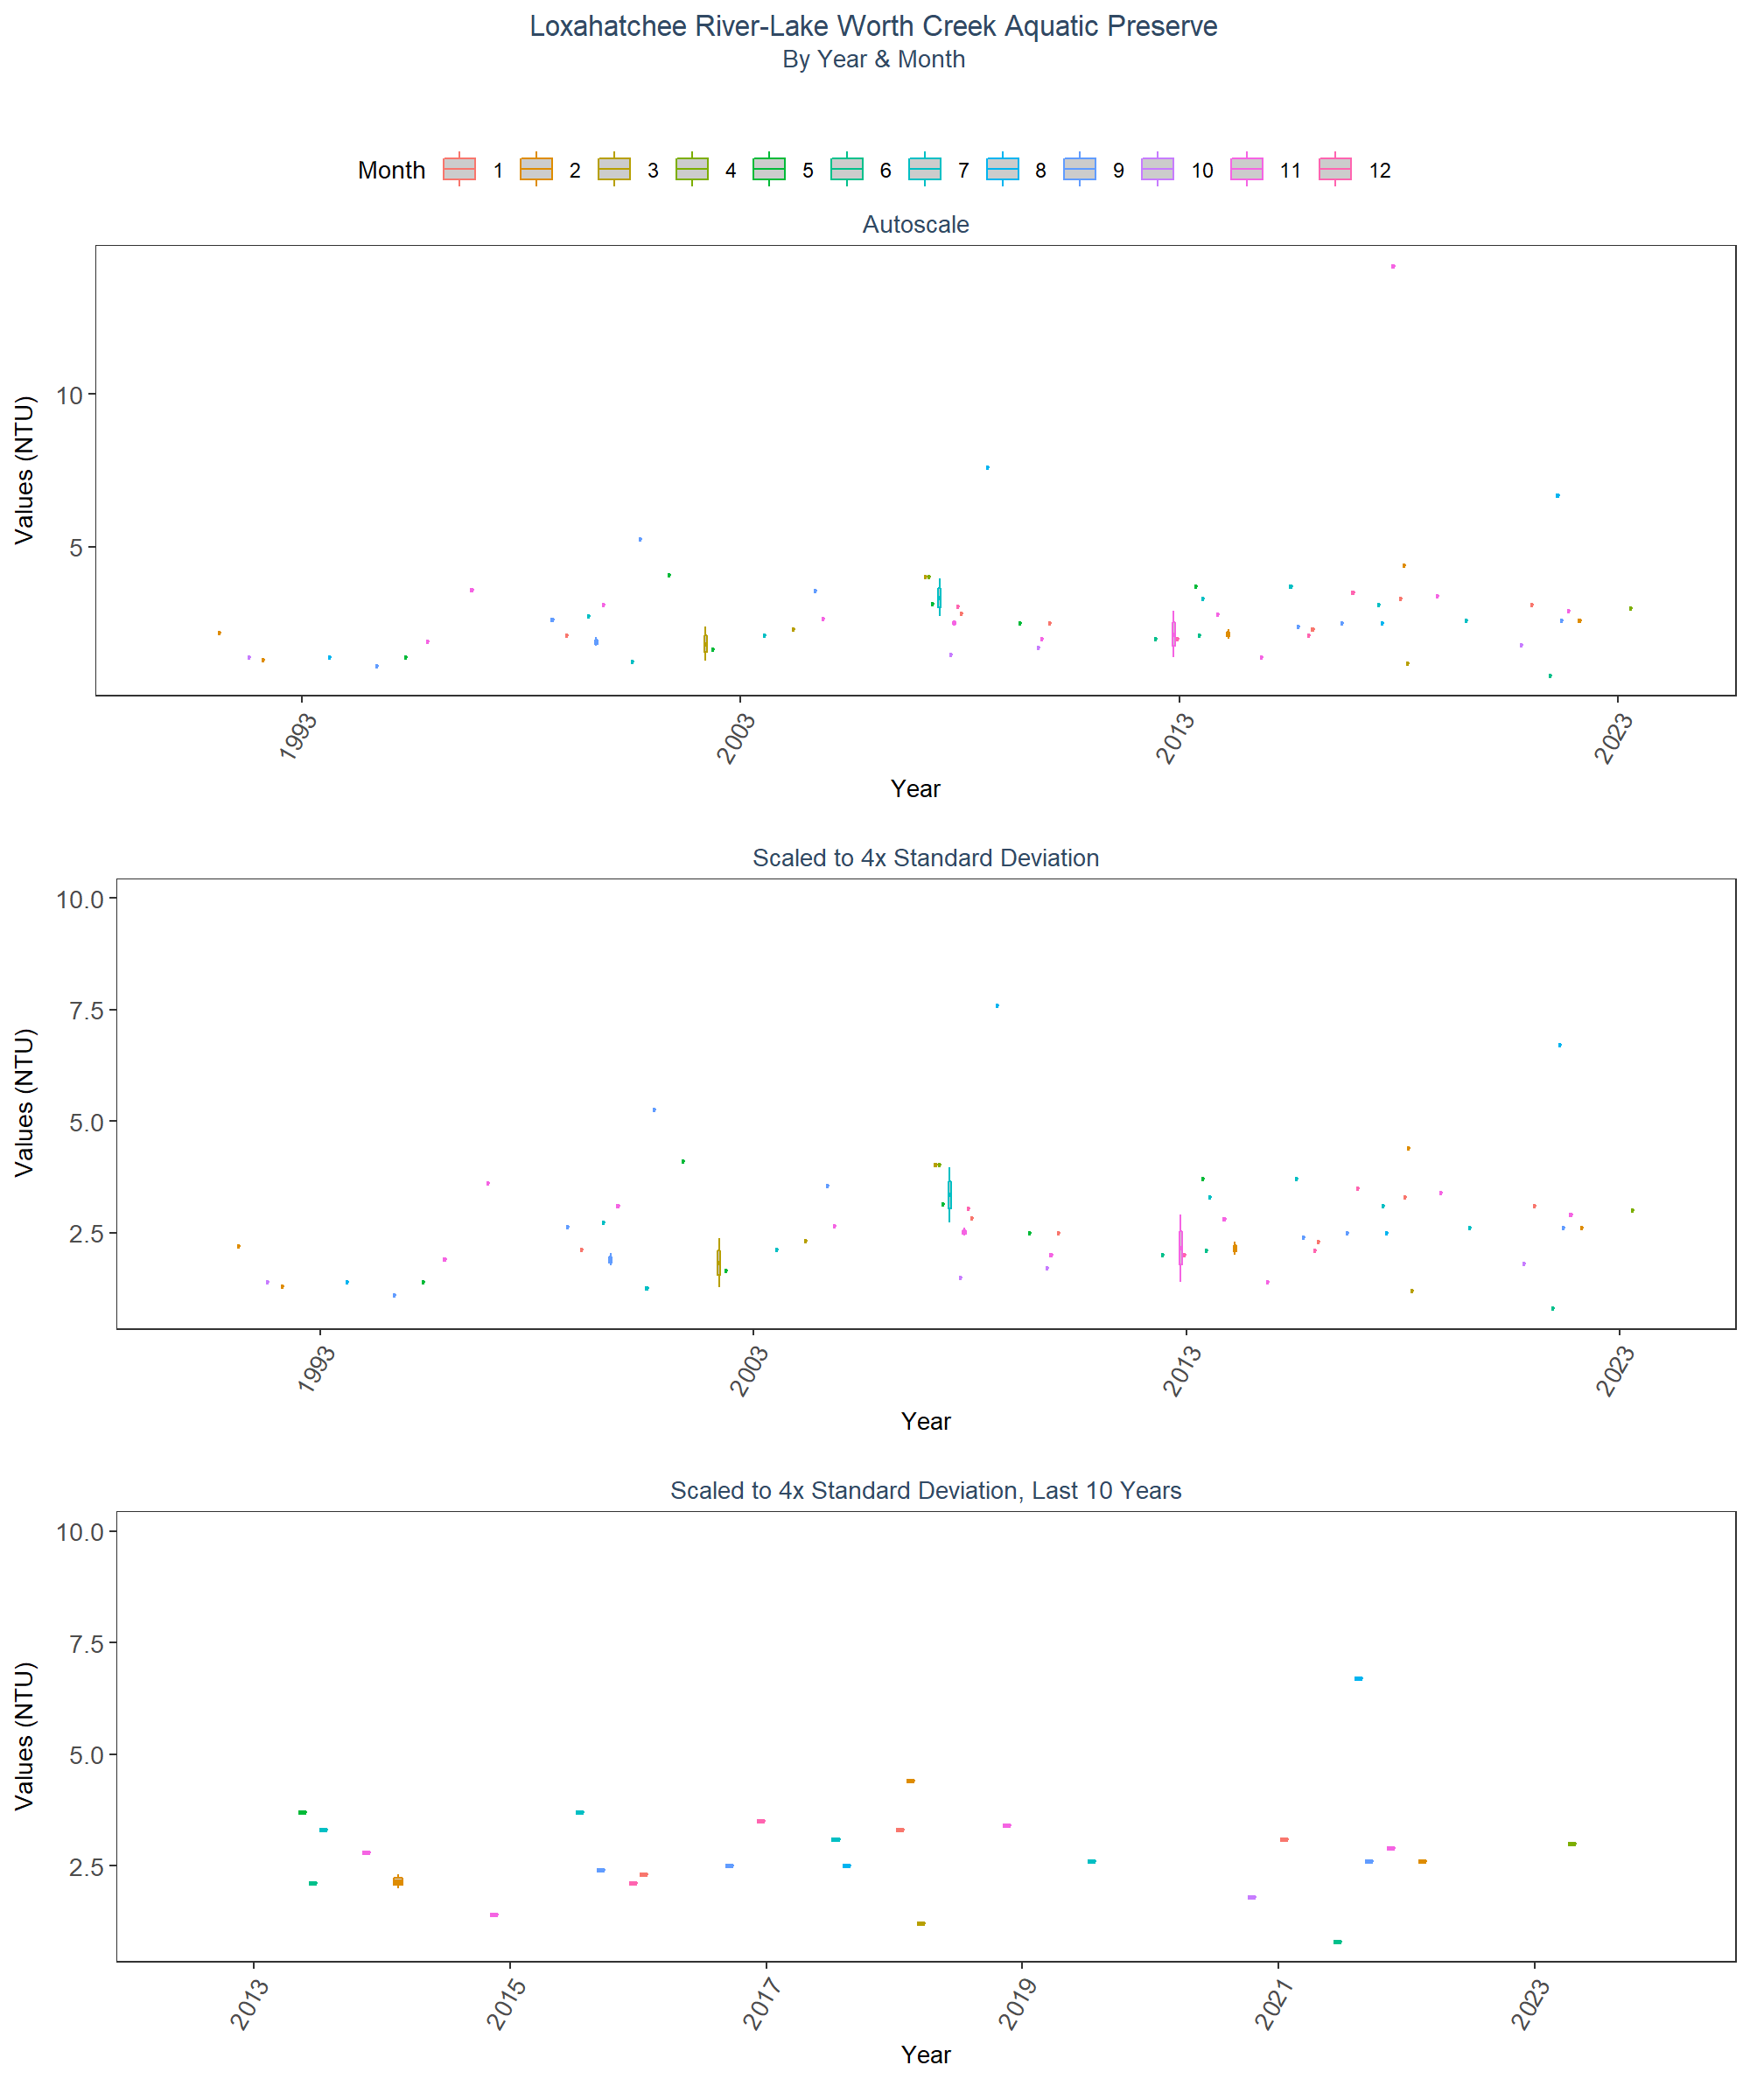 Loxahatchee River-Lake Worth Creek Aquatic Preserve
By Year & Month
Month 1 2 3 4 5 6 7 8 9 10 11 12
Autoscale
Values (NTU)
10
5
1993 2003 2013 2023
Year
Scaled to 4x Standard Deviation
Values (NTU)
10.0
7.5
5.0
2.5
1993 2003 2013 2023
Year
Scaled to 4x Standard Deviation, Last 10 Years
Values (NTU)
10.0
7.5
5.0
2.5
2013 2015 2017 2019 2021 2023
Year